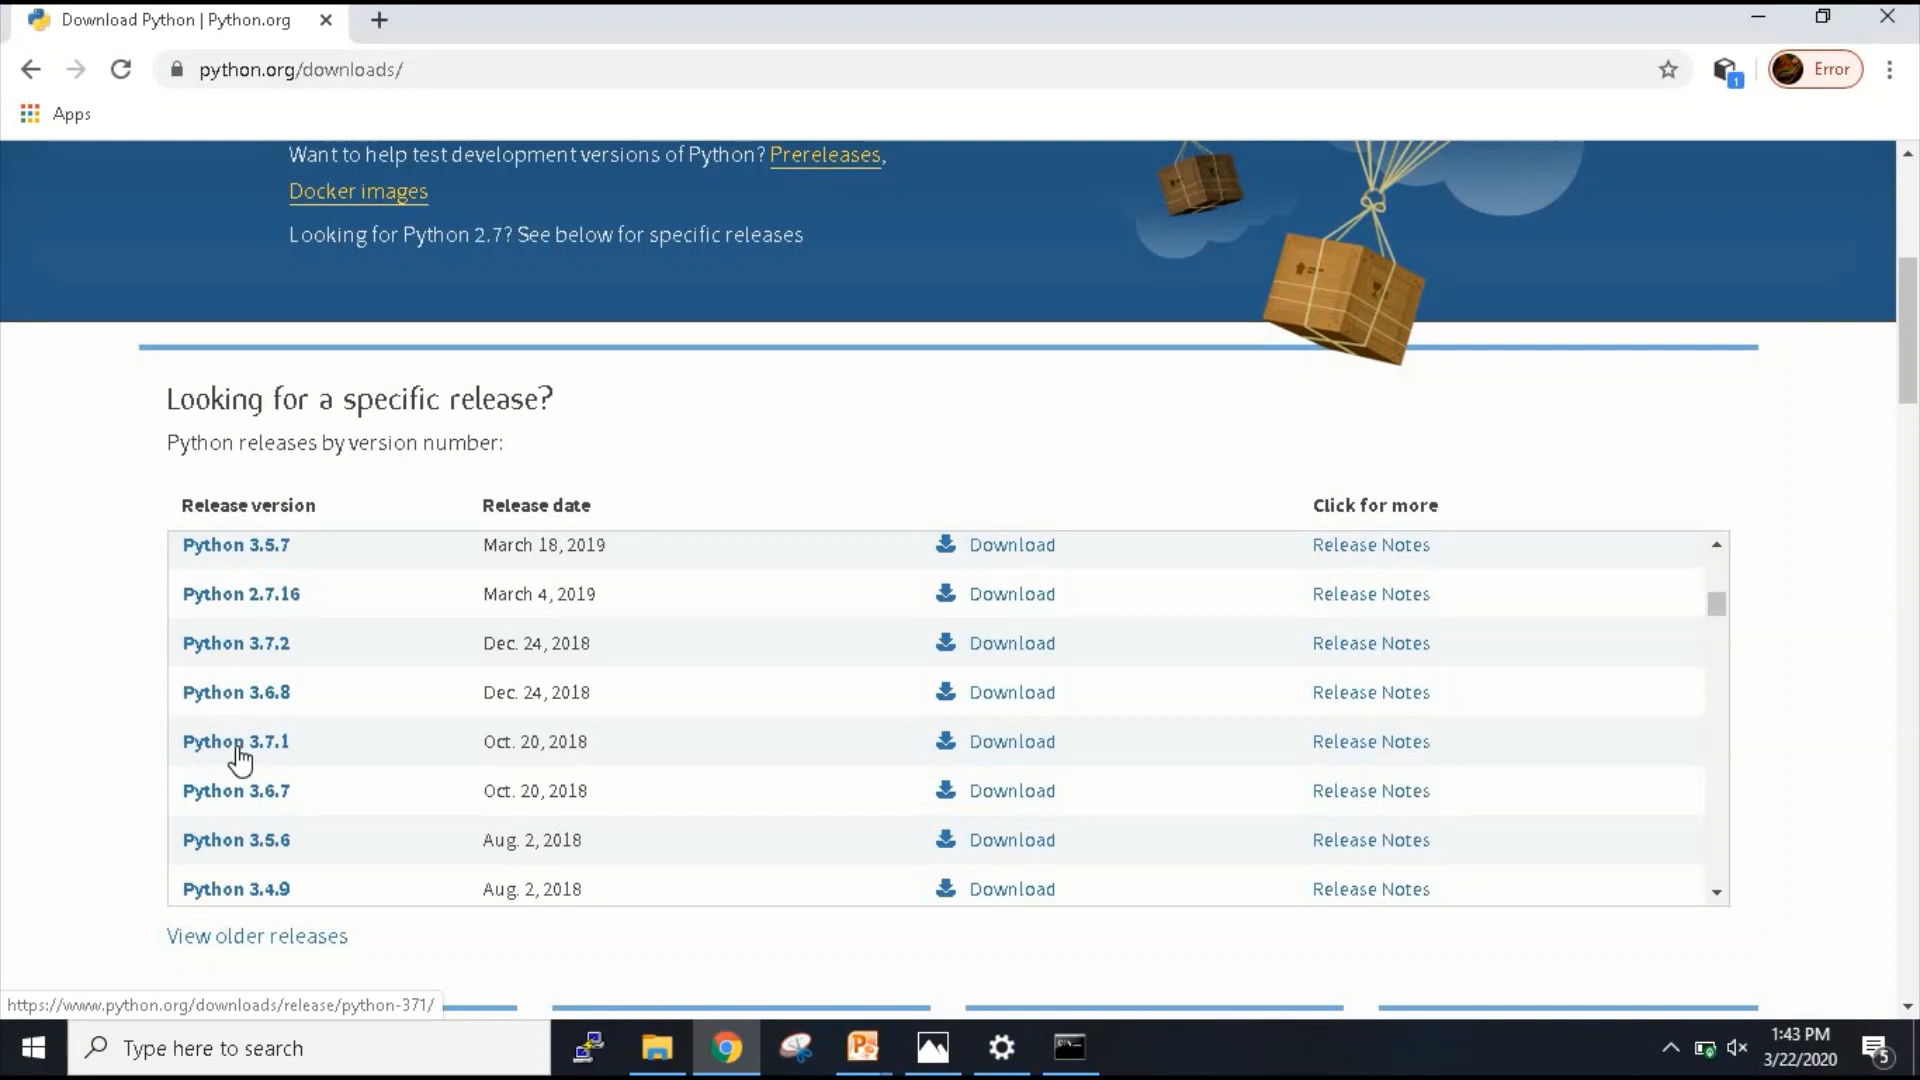 Download Python | Python.org
python.org/downloads/
1
Error
Apps
Want to help test development versions of Python? Prereleases,
Docker images
Looking for Python 2.7? See below for specific releases
Looking for a specific release?
Python releases by version number:
Release version Release date Click for more
Python 3.5.7 March 18, 2019 Download Release Notes
Python 2.7.16 March 4, 2019 Download Release Notes
Python 3.7.2 Dec. 24, 2018 Download Release Notes
Python 3.6.8 Dec. 24, 2018 Download Release Notes
Python 3.7.1 Oct. 20, 2018 Download Release Notes
Python 3.6.7 Oct. 20, 2018 Download Release Notes
Python 3.5.6 Aug. 2, 2018 Download Release Notes
Python 3.4.9 Aug. 2, 2018 Download Release Notes
View older releases
https://www.python.org/downloads/release/python-371/
Type here to search
1:43 PM
3/22/2020
5